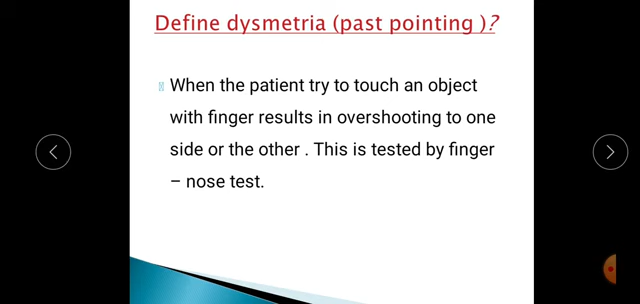 Define dysmetria (past pointing )?
When the patient try to touch an object
with finger results in overshooting to one
side or the other . This is tested by finger
– nose test.